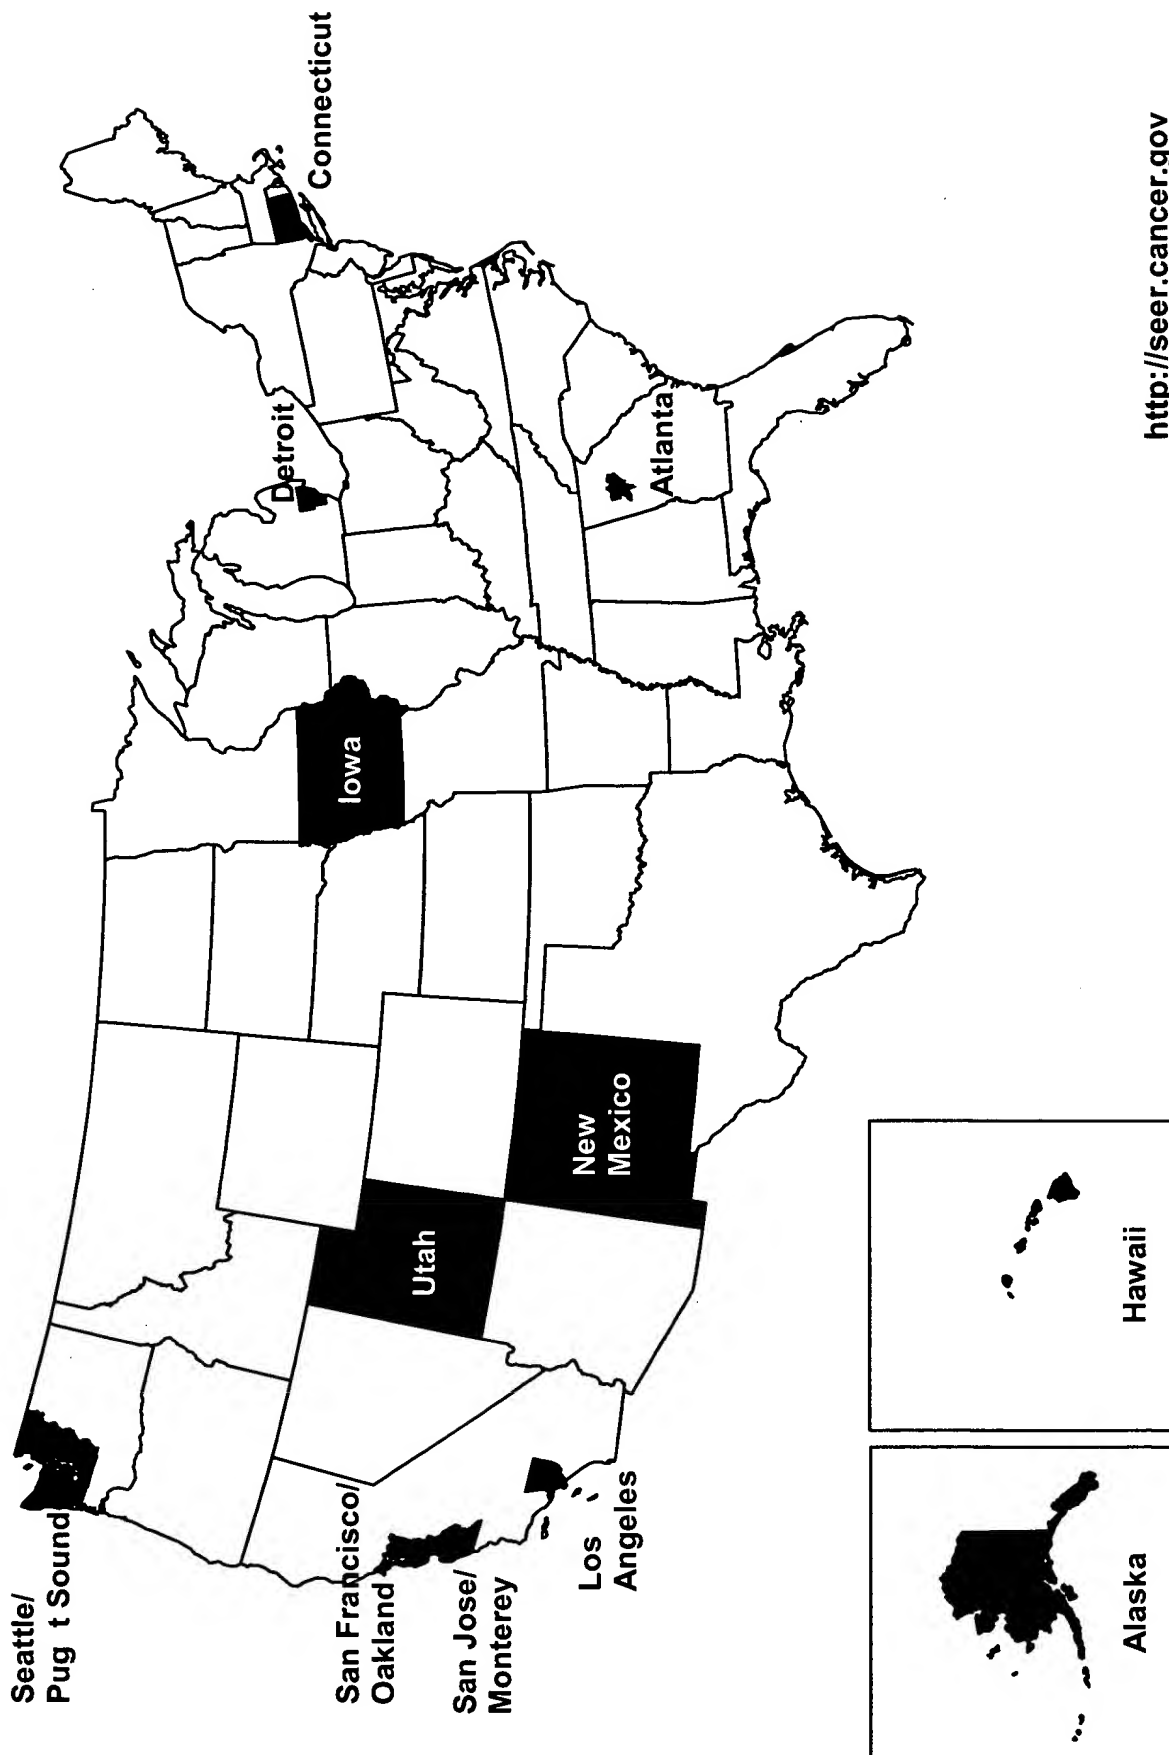 Seattle/
Pug t Sound
San Francisco/
Oakland
San Jose/
Monterey
Los
Angeles
Utah
New
Mexico
Iowa
Detroit
Atlanta
Connecticut
Alaska
Hawaii
http://seer.cancer.gov